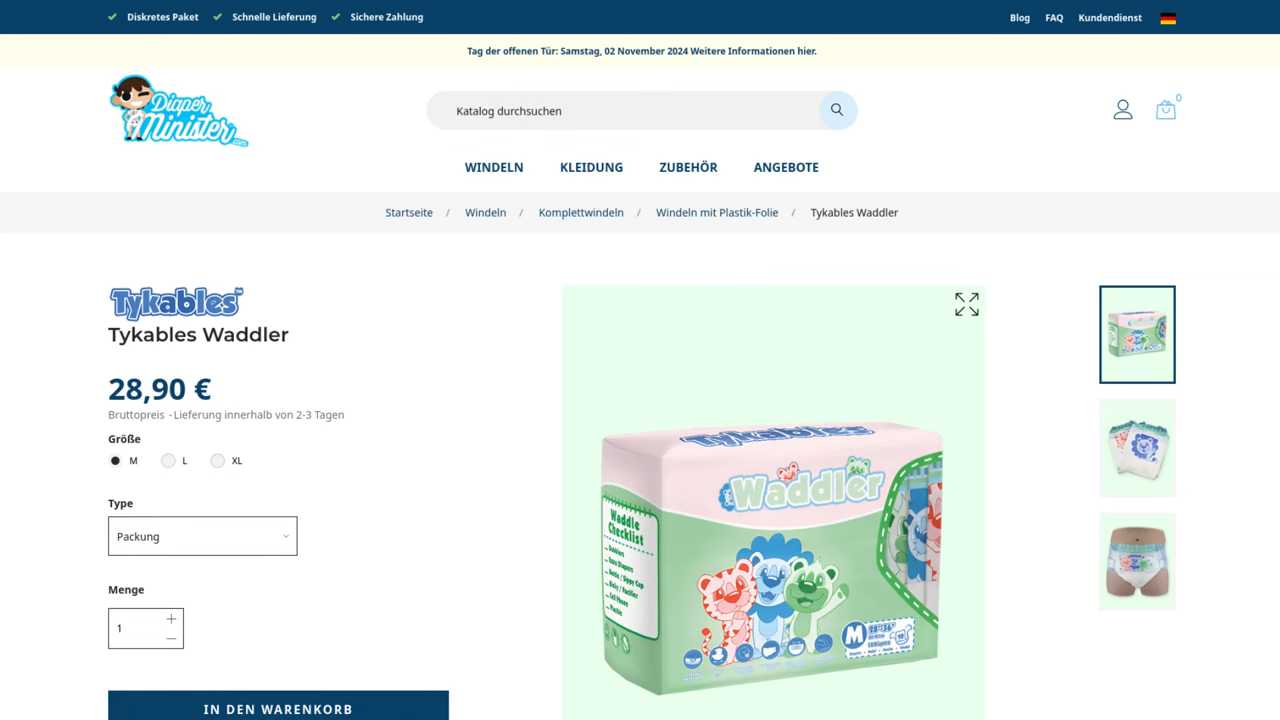 Diskretes Paket Schnelle Lieferung Sichere Zahlung Blog FAQ Kundendienst
Tag der offenen Tür: Samstag, 02 November 2024 Weitere Informationen hier.
Diaper Minister .com
Katalog durchsuchen
0
WINDELN KLEIDUNG ZUBEHÖR ANGEBOTE
Startseite / Windeln / Komplettwindeln / Windeln mit Plastik-Folie / Tykables Waddler
Tykables™
Tykables Waddler
28,90 €
Bruttopreis - Lieferung innerhalb von 2-3 Tagen
Größe
M L XL
Type
Packung
Menge
1
IN DEN WARENKORB
Tykables
Waddler
Waddle
Checklist
M
10